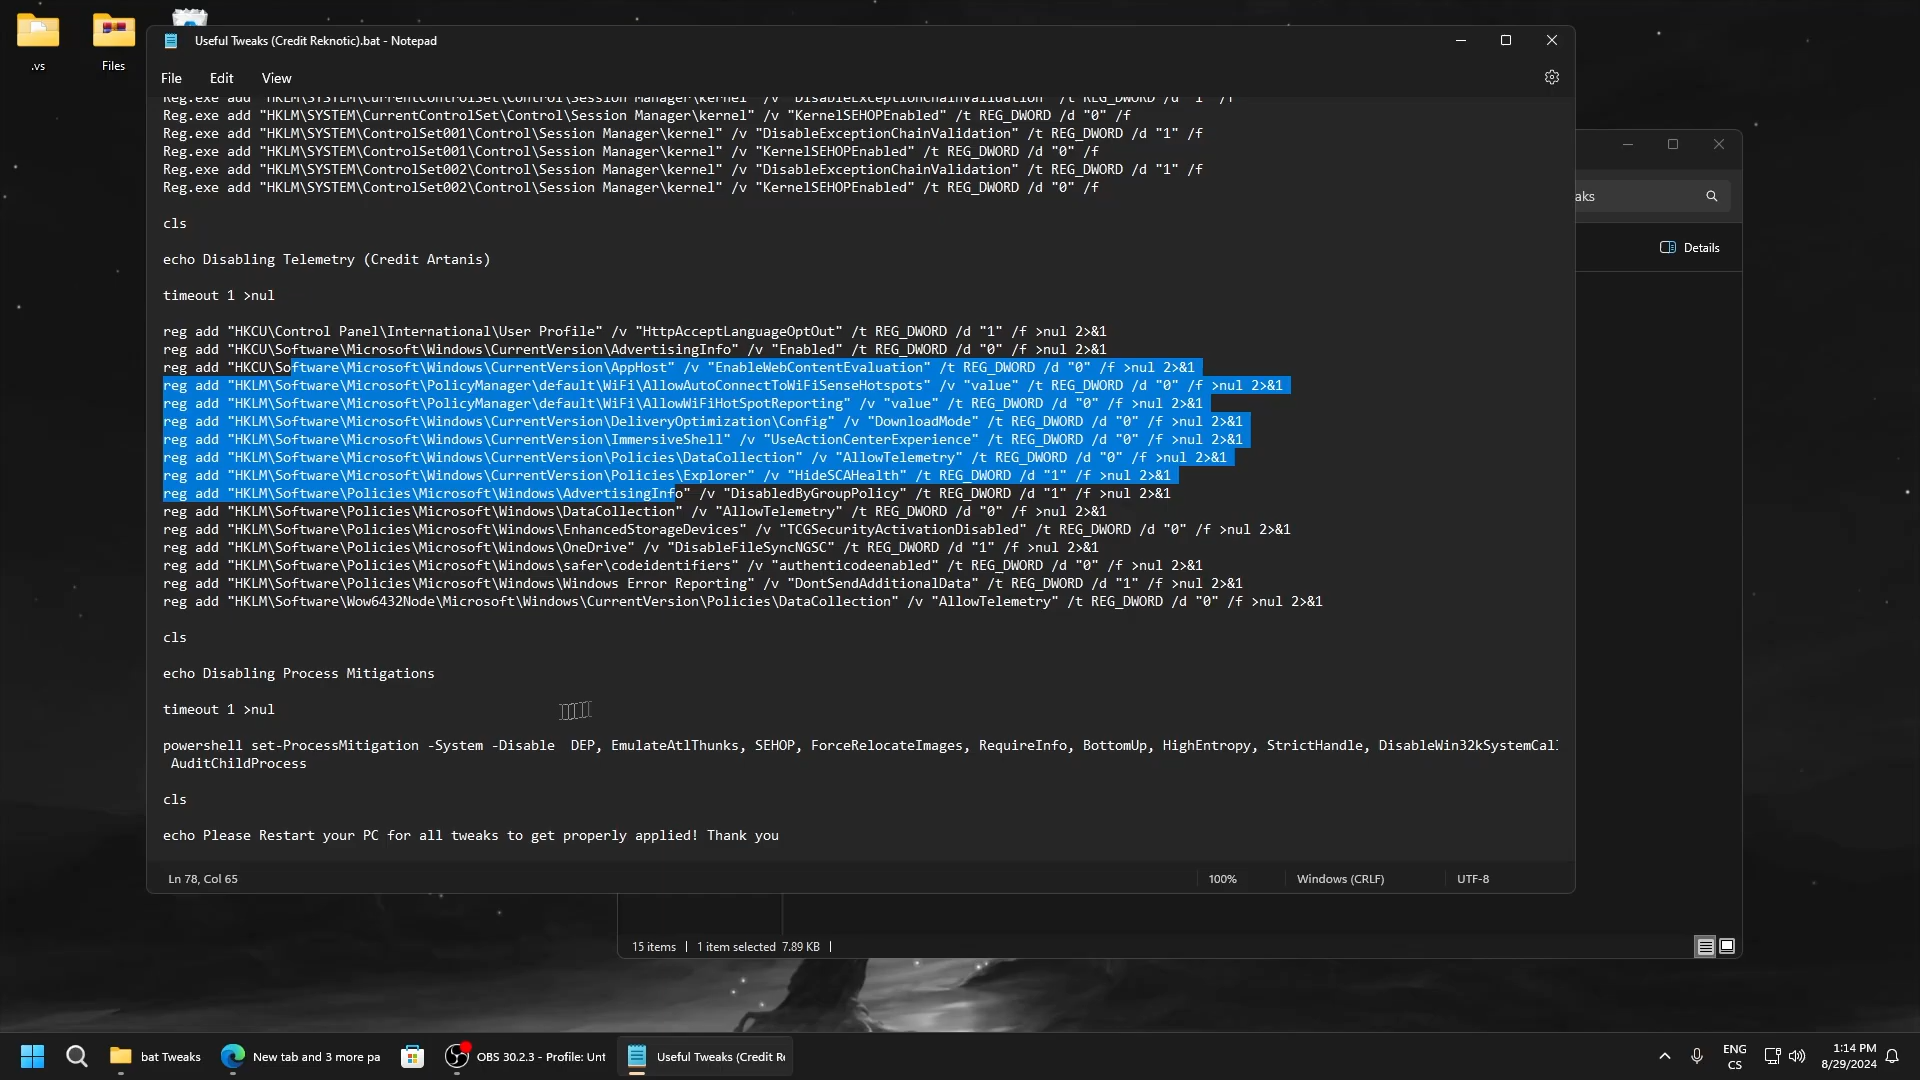 .vs
Files
Useful Tweaks (Credit Reknotic).bat - Notepad
File Edit View
Reg.exe add "HKLM\SYSTEM\CurrentControlSet\Control\Session Manager\kernel" /v "DisableExceptionChainValidation" /t REG_DWORD /d "1" /f
Reg.exe add "HKLM\SYSTEM\CurrentControlSet\Control\Session Manager\kernel" /v "KernelSEHOPEnabled" /t REG_DWORD /d "0" /f
Reg.exe add "HKLM\SYSTEM\ControlSet001\Control\Session Manager\kernel" /v "DisableExceptionChainValidation" /t REG_DWORD /d "1" /f
Reg.exe add "HKLM\SYSTEM\ControlSet001\Control\Session Manager\kernel" /v "KernelSEHOPEnabled" /t REG_DWORD /d "0" /f
Reg.exe add "HKLM\SYSTEM\ControlSet002\Control\Session Manager\kernel" /v "DisableExceptionChainValidation" /t REG_DWORD /d "1" /f
Reg.exe add "HKLM\SYSTEM\ControlSet002\Control\Session Manager\kernel" /v "KernelSEHOPEnabled" /t REG_DWORD /d "0" /f
cls
echo Disabling Telemetry (Credit Artanis)
timeout 1 >nul
reg add "HKCU\Control Panel\International\User Profile" /v "HttpAcceptLanguageOptOut" /t REG_DWORD /d "1" /f >nul 2>&1
reg add "HKCU\Software\Microsoft\Windows\CurrentVersion\AdvertisingInfo" /v "Enabled" /t REG_DWORD /d "0" /f >nul 2>&1
reg add "HKCU\Software\Microsoft\Windows\CurrentVersion\AppHost" /v "EnableWebContentEvaluation" /t REG_DWORD /d "0" /f >nul 2>&1
reg add "HKLM\Software\Microsoft\PolicyManager\default\WiFi\AllowAutoConnectToWiFiSenseHotspots" /v "value" /t REG_DWORD /d "0" /f >nul 2>&1
reg add "HKLM\Software\Microsoft\PolicyManager\default\WiFi\AllowWiFiHotSpotReporting" /v "value" /t REG_DWORD /d "0" /f >nul 2>&1
reg add "HKLM\Software\Microsoft\Windows\CurrentVersion\DeliveryOptimization\Config" /v "DownloadMode" /t REG_DWORD /d "0" /f >nul 2>&1
reg add "HKLM\Software\Microsoft\Windows\CurrentVersion\ImmersiveShell" /v "UseActionCenterExperience" /t REG_DWORD /d "0" /f >nul 2>&1
reg add "HKLM\Software\Microsoft\Windows\CurrentVersion\Policies\DataCollection" /v "AllowTelemetry" /t REG_DWORD /d "0" /f >nul 2>&1
reg add "HKLM\Software\Microsoft\Windows\CurrentVersion\Policies\Explorer" /v "HideSCAHealth" /t REG_DWORD /d "1" /f >nul 2>&1
reg add "HKLM\Software\Policies\Microsoft\Windows\AdvertisingInfo" /v "DisabledByGroupPolicy" /t REG_DWORD /d "1" /f >nul 2>&1
reg add "HKLM\Software\Policies\Microsoft\Windows\DataCollection" /v "AllowTelemetry" /t REG_DWORD /d "0" /f >nul 2>&1
reg add "HKLM\Software\Policies\Microsoft\Windows\EnhancedStorageDevices" /v "TCGSecurityActivationDisabled" /t REG_DWORD /d "0" /f >nul 2>&1
reg add "HKLM\Software\Policies\Microsoft\Windows\OneDrive" /v "DisableFileSyncNGSC" /t REG_DWORD /d "1" /f >nul 2>&1
reg add "HKLM\Software\Policies\Microsoft\Windows\safer\codeidentifiers" /v "authenticodeenabled" /t REG_DWORD /d "0" /f >nul 2>&1
reg add "HKLM\Software\Policies\Microsoft\Windows\Windows Error Reporting" /v "DontSendAdditionalData" /t REG_DWORD /d "1" /f >nul 2>&1
reg add "HKLM\Software\Wow6432Node\Microsoft\Windows\CurrentVersion\Policies\DataCollection" /v "AllowTelemetry" /t REG_DWORD /d "0" /f >nul 2>&1
cls
echo Disabling Process Mitigations
timeout 1 >nul
powershell set-ProcessMitigation -System -Disable  DEP, EmulateAtlThunks, SEHOP, ForceRelocateImages, RequireInfo, BottomUp, HighEntropy, StrictHandle, DisableWin32kSystemCal
AuditChildProcess
cls
echo Please Restart your PC for all tweaks to get properly applied! Thank you
Ln 78, Col 65
100%
Windows (CRLF)
UTF-8
aks
Details
15 items | 1 item selected 7.89 KB |
bat Tweaks
New tab and 3 more pa
OBS 30.2.3 - Profile: Unt
Useful Tweaks (Credit R
ENG
CS
1:14 PM
8/29/2024